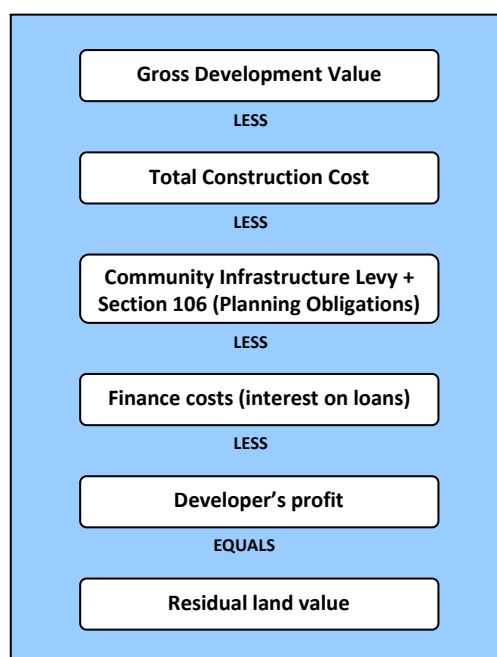 Gross Development Value
LESS
Total Construction Cost
LESS
Community Infrastructure Levy +
Section 106 (Planning Obligations)
LESS
Finance costs (interest on loans)
LESS
Developer’s profit
EQUALS
Residual land value